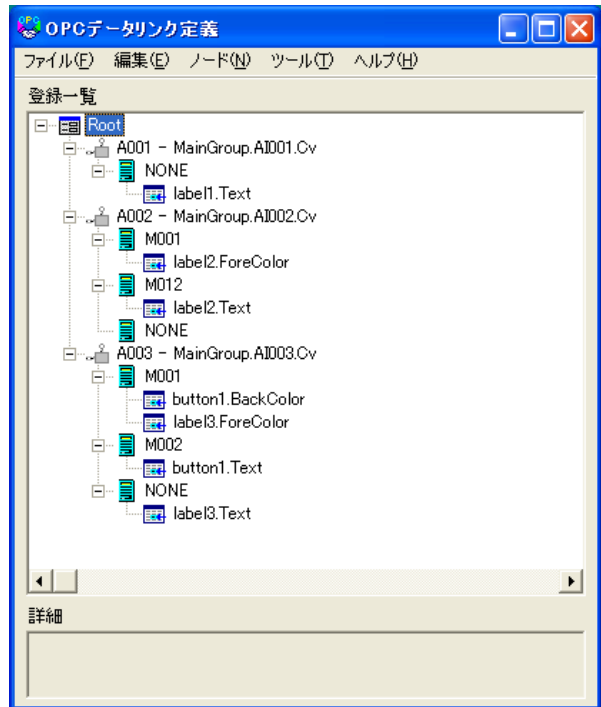 OPCデータリンク定義
ファイル(F) 編集(E) ノード(N) ツール(T) ヘルプ(H)
登録一覧
Root
A001 - MainGroup.AI001.Cv
NONE
label1.Text
A002 - MainGroup.AI002.Cv
M001
label2.ForeColor
M012
label2.Text
NONE
A003 - MainGroup.AI003.Cv
M001
button1.BackColor
label3.ForeColor
M002
button1.Text
NONE
label3.Text
詳細